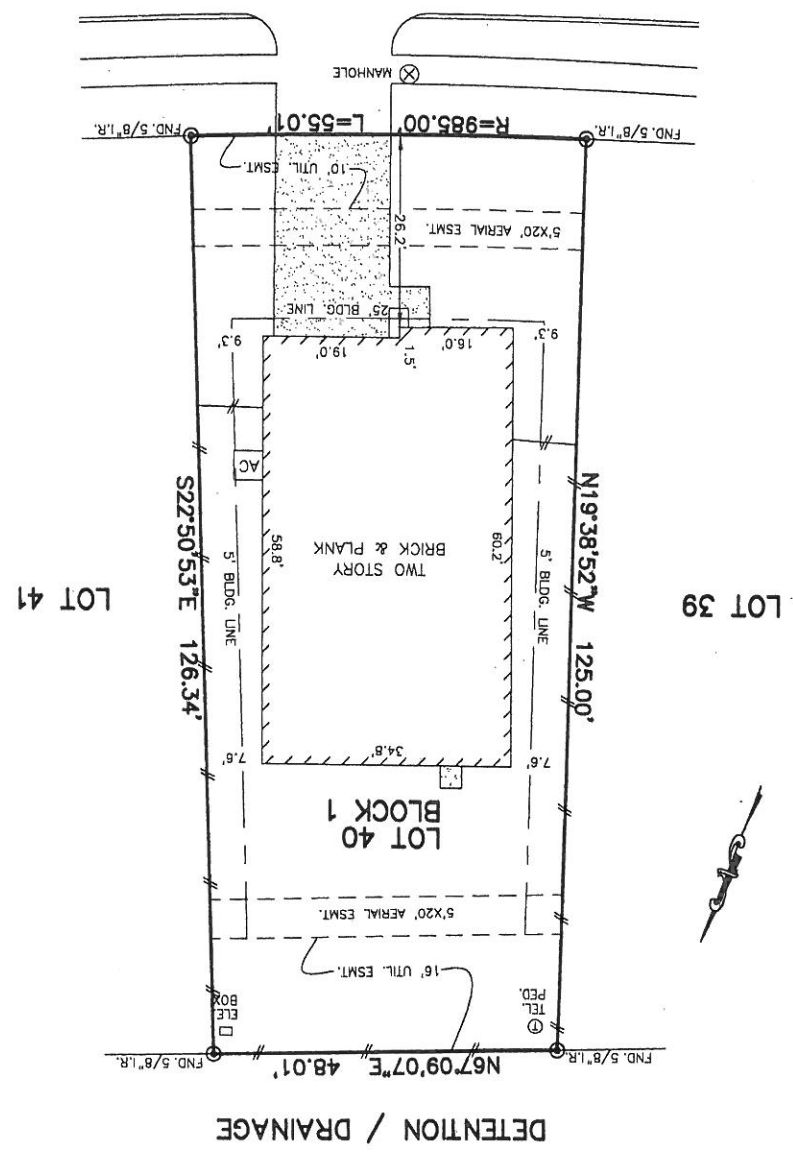 DETENTION / DRAINAGE
FND. 5/8"I.R.
N67°09'07"E 48.01'
FND. 5/8"I.R.
TEL.
PED.
ELE.
BOX
16' UTIL. ESMT.
5'X20' AERIAL ESMT.
LOT 40
BLOCK 1
7.6'
34.8'
7.6'
LOT 39
N19°38'52"W 125.00'
5' BLDG. LINE
60.2'
TWO STORY
BRICK & PLANK
58.8'
5' BLDG. LINE
S22°50'53"E 126.34'
LOT 41
AC
9.3'
16.0'
1.5'
19.0'
9.3'
25' BLDG. LINE
26.2'
5'X20' AERIAL ESMT.
10' UTIL. ESMT.
FND. 5/8"I.R.
R=985.00' L=55.01'
FND. 5/8"I.R.
MANHOLE